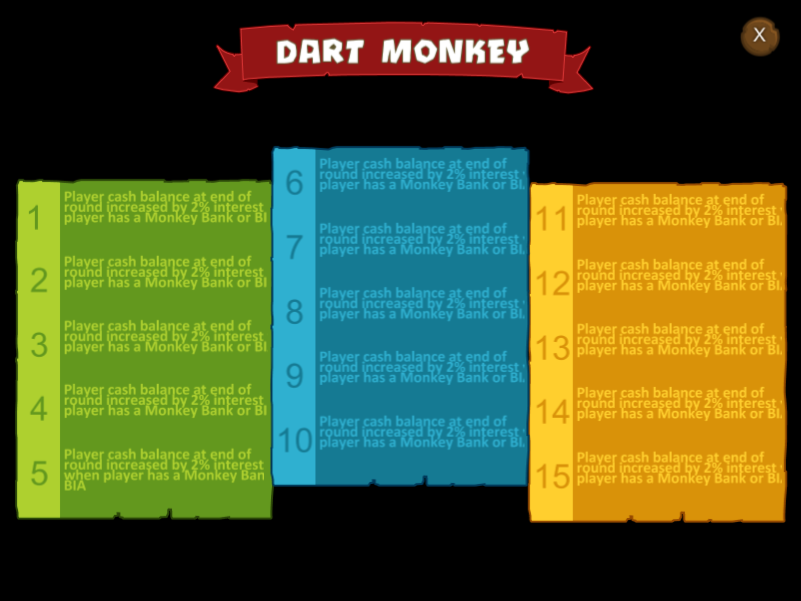 DART MONKEY
X
1
Player cash balance at end of
round increased by 2% interest
player has a Monkey Bank or BI
2
Player cash balance at end of
round increased by 2% interest
player has a Monkey Bank or BI
3
Player cash balance at end of
round increased by 2% interest
player has a Monkey Bank or BI
4
Player cash balance at end of
round increased by 2% interest
player has a Monkey Bank or BI
5
Player cash balance at end of
round increased by 2% interest
when player has a Monkey Ban
BIA
6
Player cash balance at end of
round increased by 2% interest
player has a Monkey Bank or BI
7
Player cash balance at end of
round increased by 2% interest
player has a Monkey Bank or BI
8
Player cash balance at end of
round increased by 2% interest
player has a Monkey Bank or BI
9
Player cash balance at end of
round increased by 2% interest
player has a Monkey Bank or BI
10
Player cash balance at end of
round increased by 2% interest
player has a Monkey Bank or BI
11
Player cash balance at end of
round increased by 2% interest
player has a Monkey Bank or BI
12
Player cash balance at end of
round increased by 2% interest
player has a Monkey Bank or BI
13
Player cash balance at end of
round increased by 2% interest
player has a Monkey Bank or BI
14
Player cash balance at end of
round increased by 2% interest
player has a Monkey Bank or BI
15
Player cash balance at end of
round increased by 2% interest
player has a Monkey Bank or BI